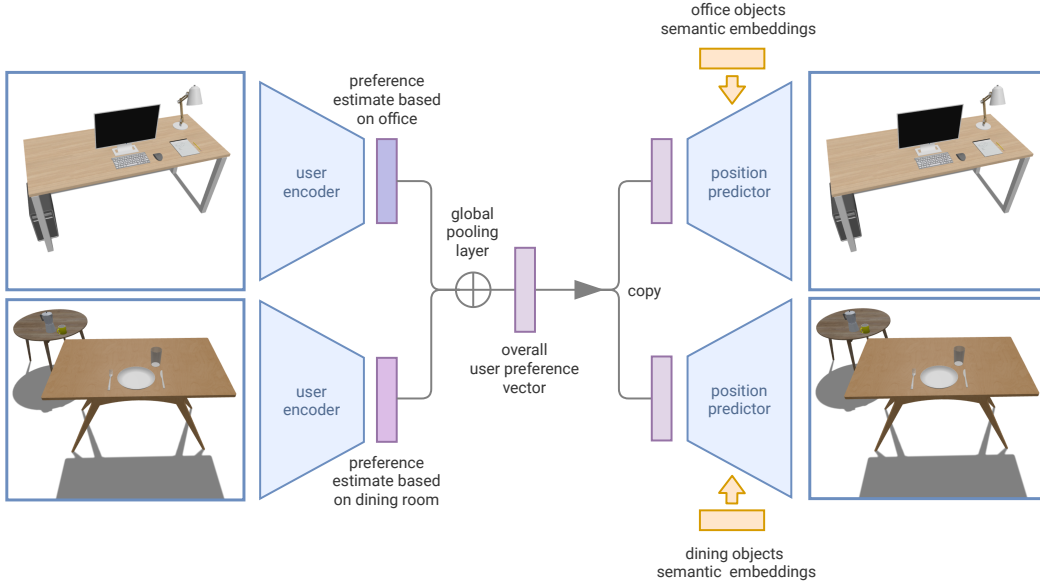 office objects
semantic embeddings
preference
estimate based
on office
user
encoder
position
predictor
global
pooling
layer
copy
overall
user preference
vector
user
encoder
position
predictor
preference
estimate based
on dining room
dining objects
semantic embeddings